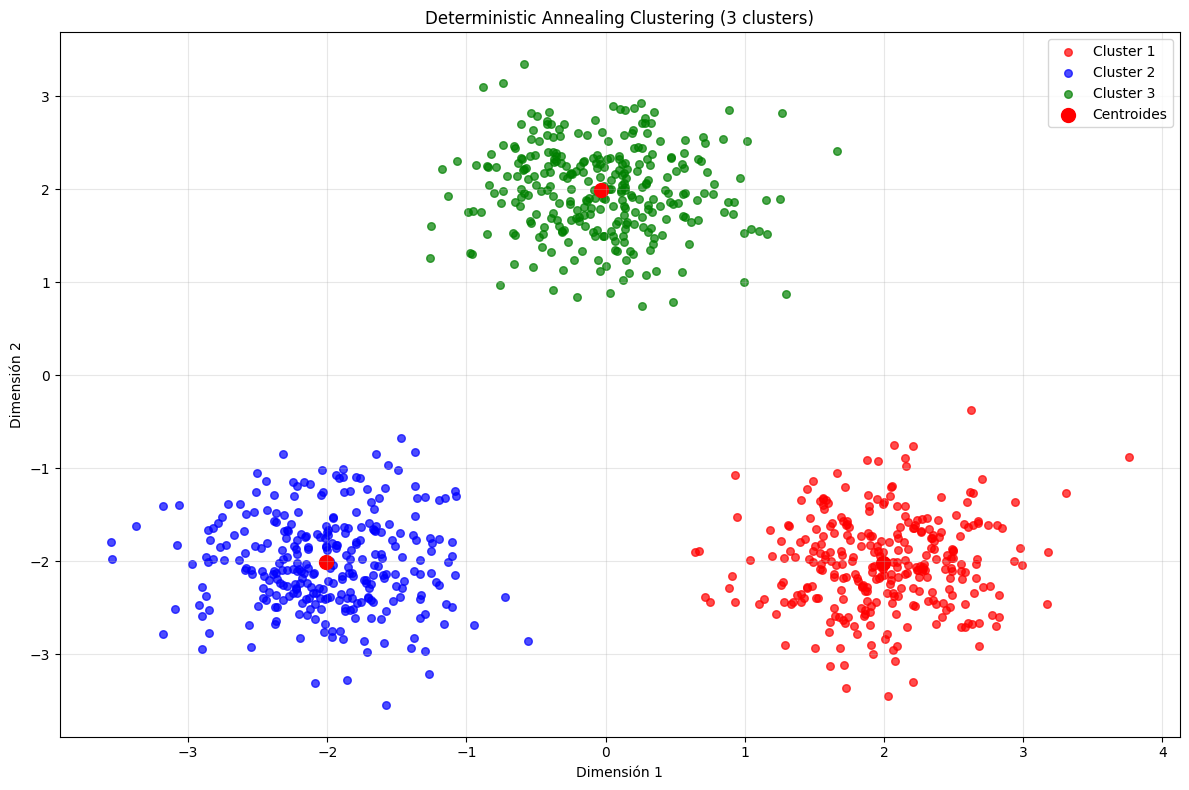 Deterministic Annealing Clustering (3 clusters)
Cluster 1
Cluster 2
Cluster 3
Centroides
3
2
1
0
−1
−2
−3
Dimensión 2
−3 −2 −1 0 1 2 3 4
Dimensión 1